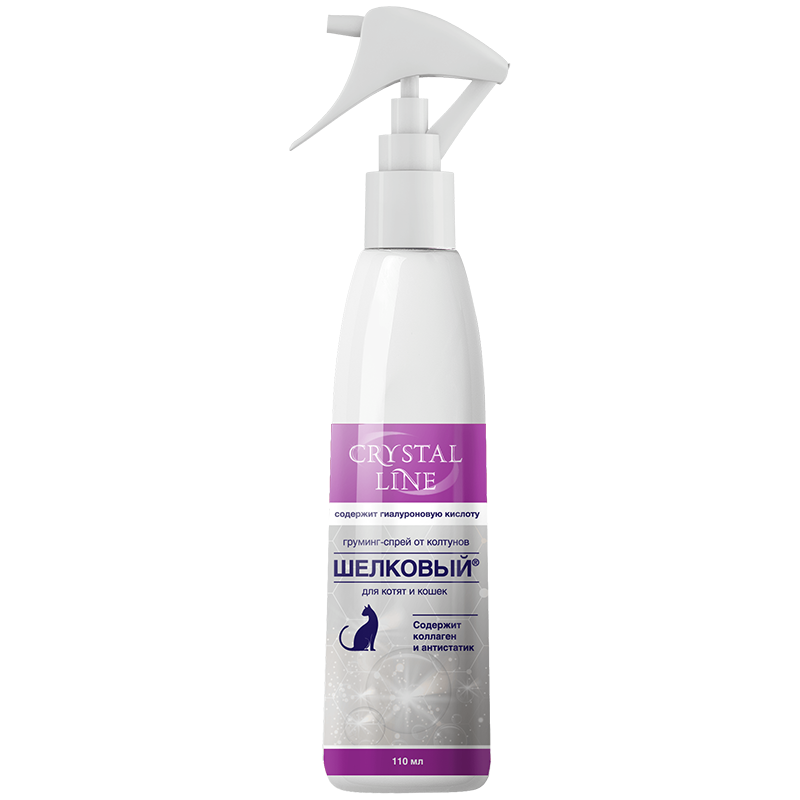 CRYSTAL
LINE
содержит гиалуроновую кислоту
груминг-спрей от колтунов
ШЕЛКОВЫЙ®
для котят и кошек
Содержит
коллаген
и антистатик
110 мл